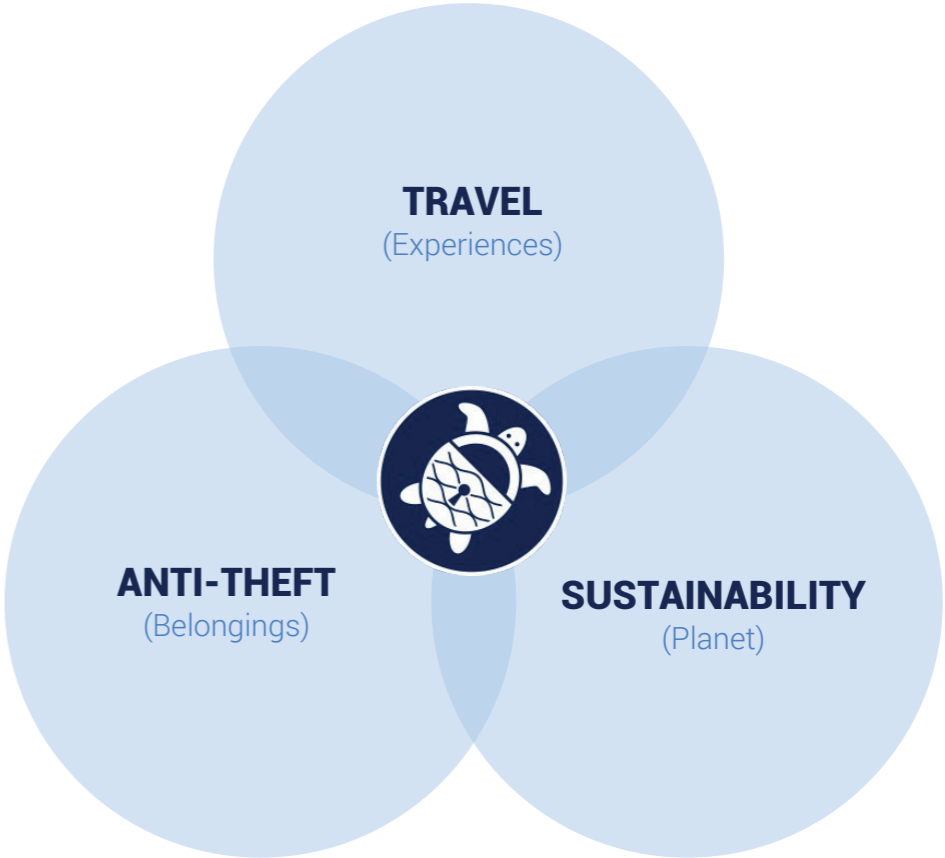 TRAVEL
(Experiences)
ANTI-THEFT
(Belongings)
SUSTAINABILITY
(Planet)